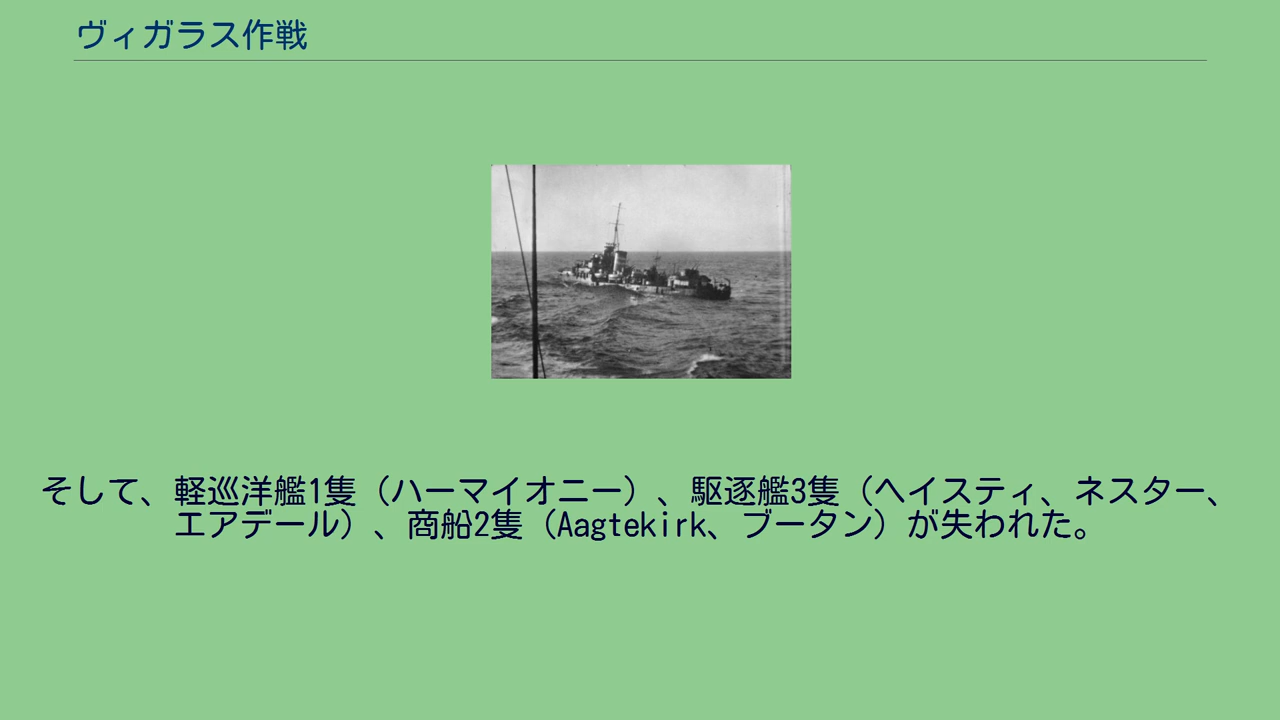 ヴィガラス作戦
そして、軽巡洋艦1隻（ハーマイオニー）、駆逐艦3隻（ヘイスティ、ネスター、
エアデール）、商船2隻（Aagtekirk、ブータン）が失われた。